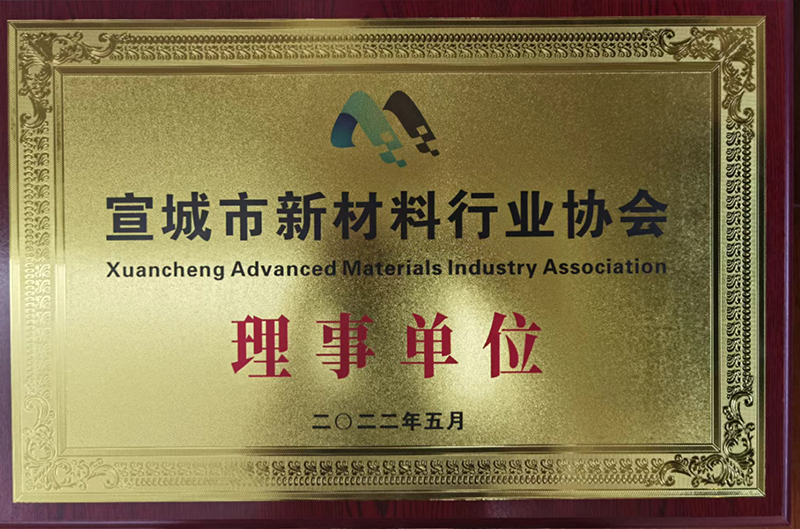 宣城市新材料行业协会
Xuancheng Advanced Materials Industry Association
理事单位
二〇二二年五月